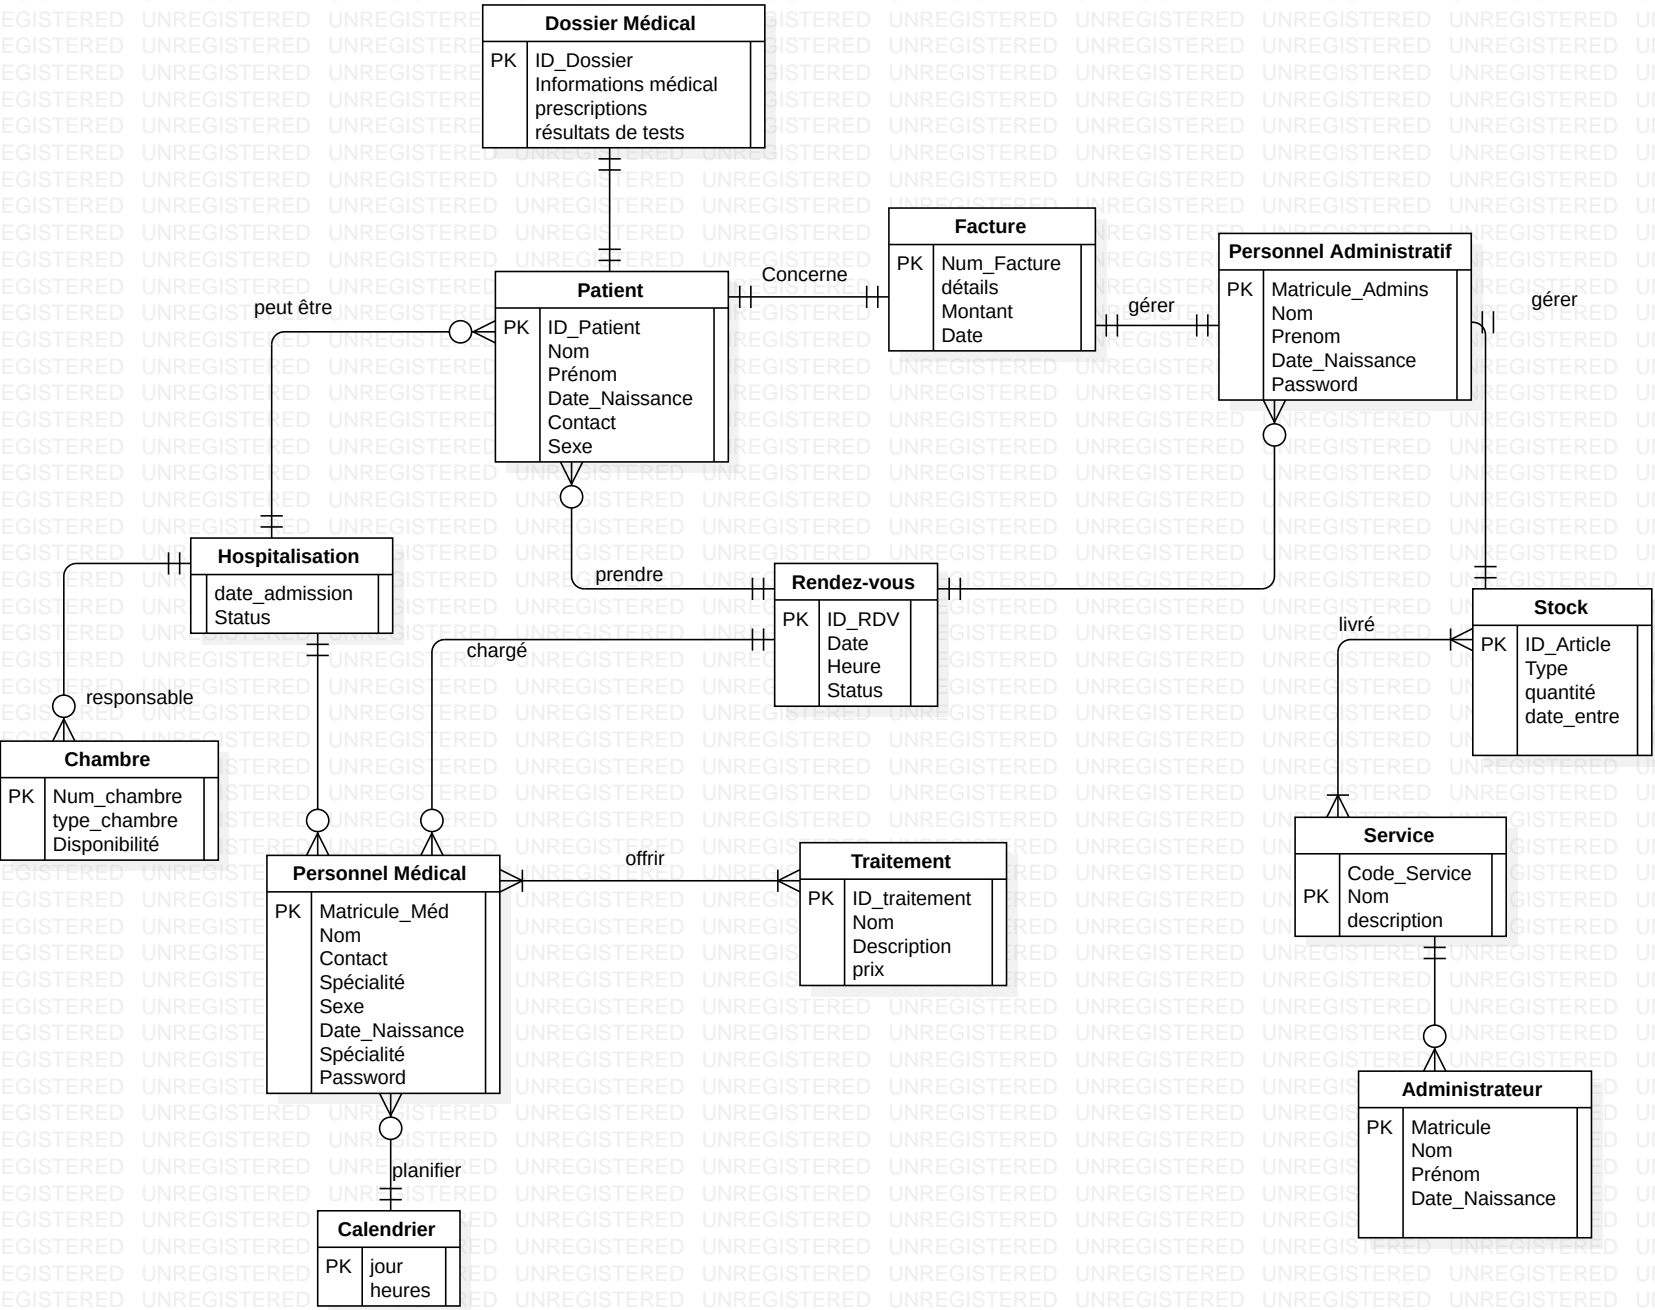 Dossier Médical
PK
ID_Dossier
Informations médical
prescriptions
résultats de tests
Facture
PK
Num_Facture
détails
Montant
Date
Personnel Administratif
PK
Matricule_Admins
Nom
Prenom
Date_Naissance
Password
Concerne
gérer
gérer
peut être
Patient
PK
ID_Patient
Nom
Prénom
Date_Naissance
Contact
Sexe
Hospitalisation
date_admission
Status
prendre
Rendez-vous
PK
ID_RDV
Date
Heure
Status
chargé
Stock
PK
ID_Article
Type
quantité
date_entre
livré
responsable
Chambre
PK
Num_chambre
type_chambre
Disponibilité
Personnel Médical
PK
Matricule_Méd
Nom
Contact
Spécialité
Sexe
Date_Naissance
Spécialité
Password
offrir
Traitement
PK
ID_traitement
Nom
Description
prix
Service
PK
Code_Service
Nom
description
Administrateur
PK
Matricule
Nom
Prénom
Date_Naissance
planifier
Calendrier
PK
jour
heures
UNREGISTERED